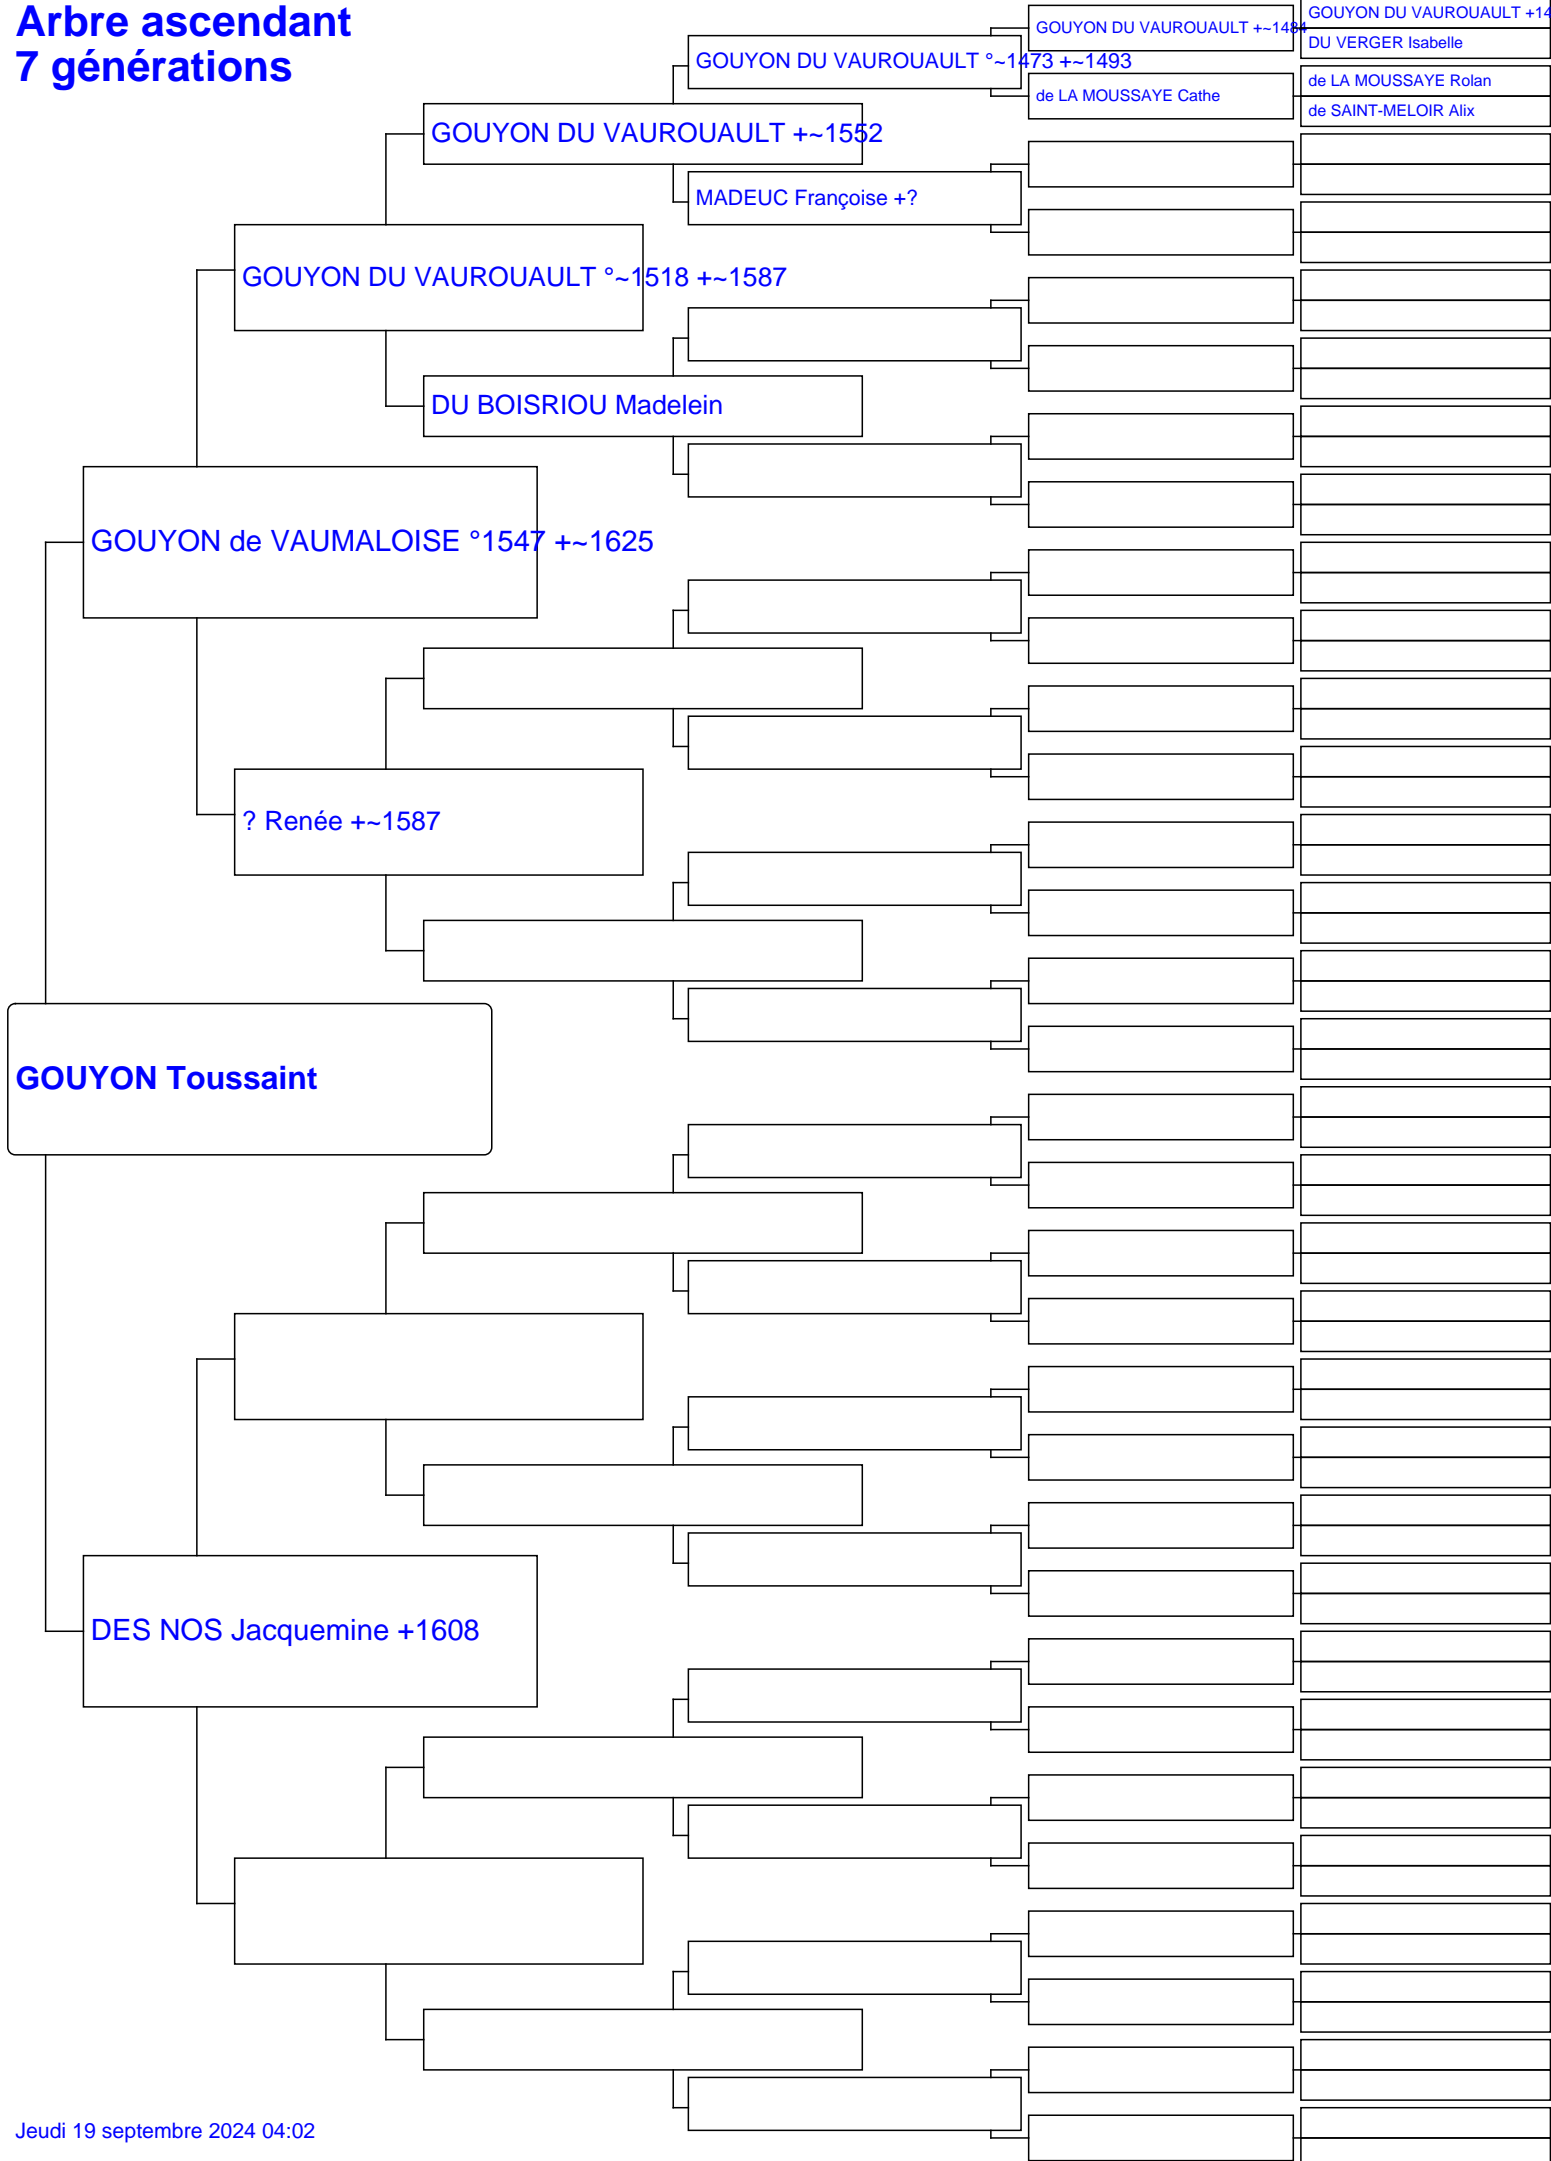 Arbre ascendant
7 générations
GOUYON DU VAUROUAULT +14
DU VERGER Isabelle
GOUYON DU VAUROUAULT +~1484
GOUYON DU VAUROUAULT °~1473 +~1493
de LA MOUSSAYE Rolan
de LA MOUSSAYE Cathe
de SAINT-MELOIR Alix
GOUYON DU VAUROUAULT +~1552
MADEUC Françoise +?
GOUYON DU VAUROUAULT °~1518 +~1587
DU BOISRIOU Madelein
GOUYON de VAUMALOISE °1547 +~1625
? Renée +~1587
GOUYON Toussaint
DES NOS Jacquemine +1608
Jeudi 19 septembre 2024 04:02